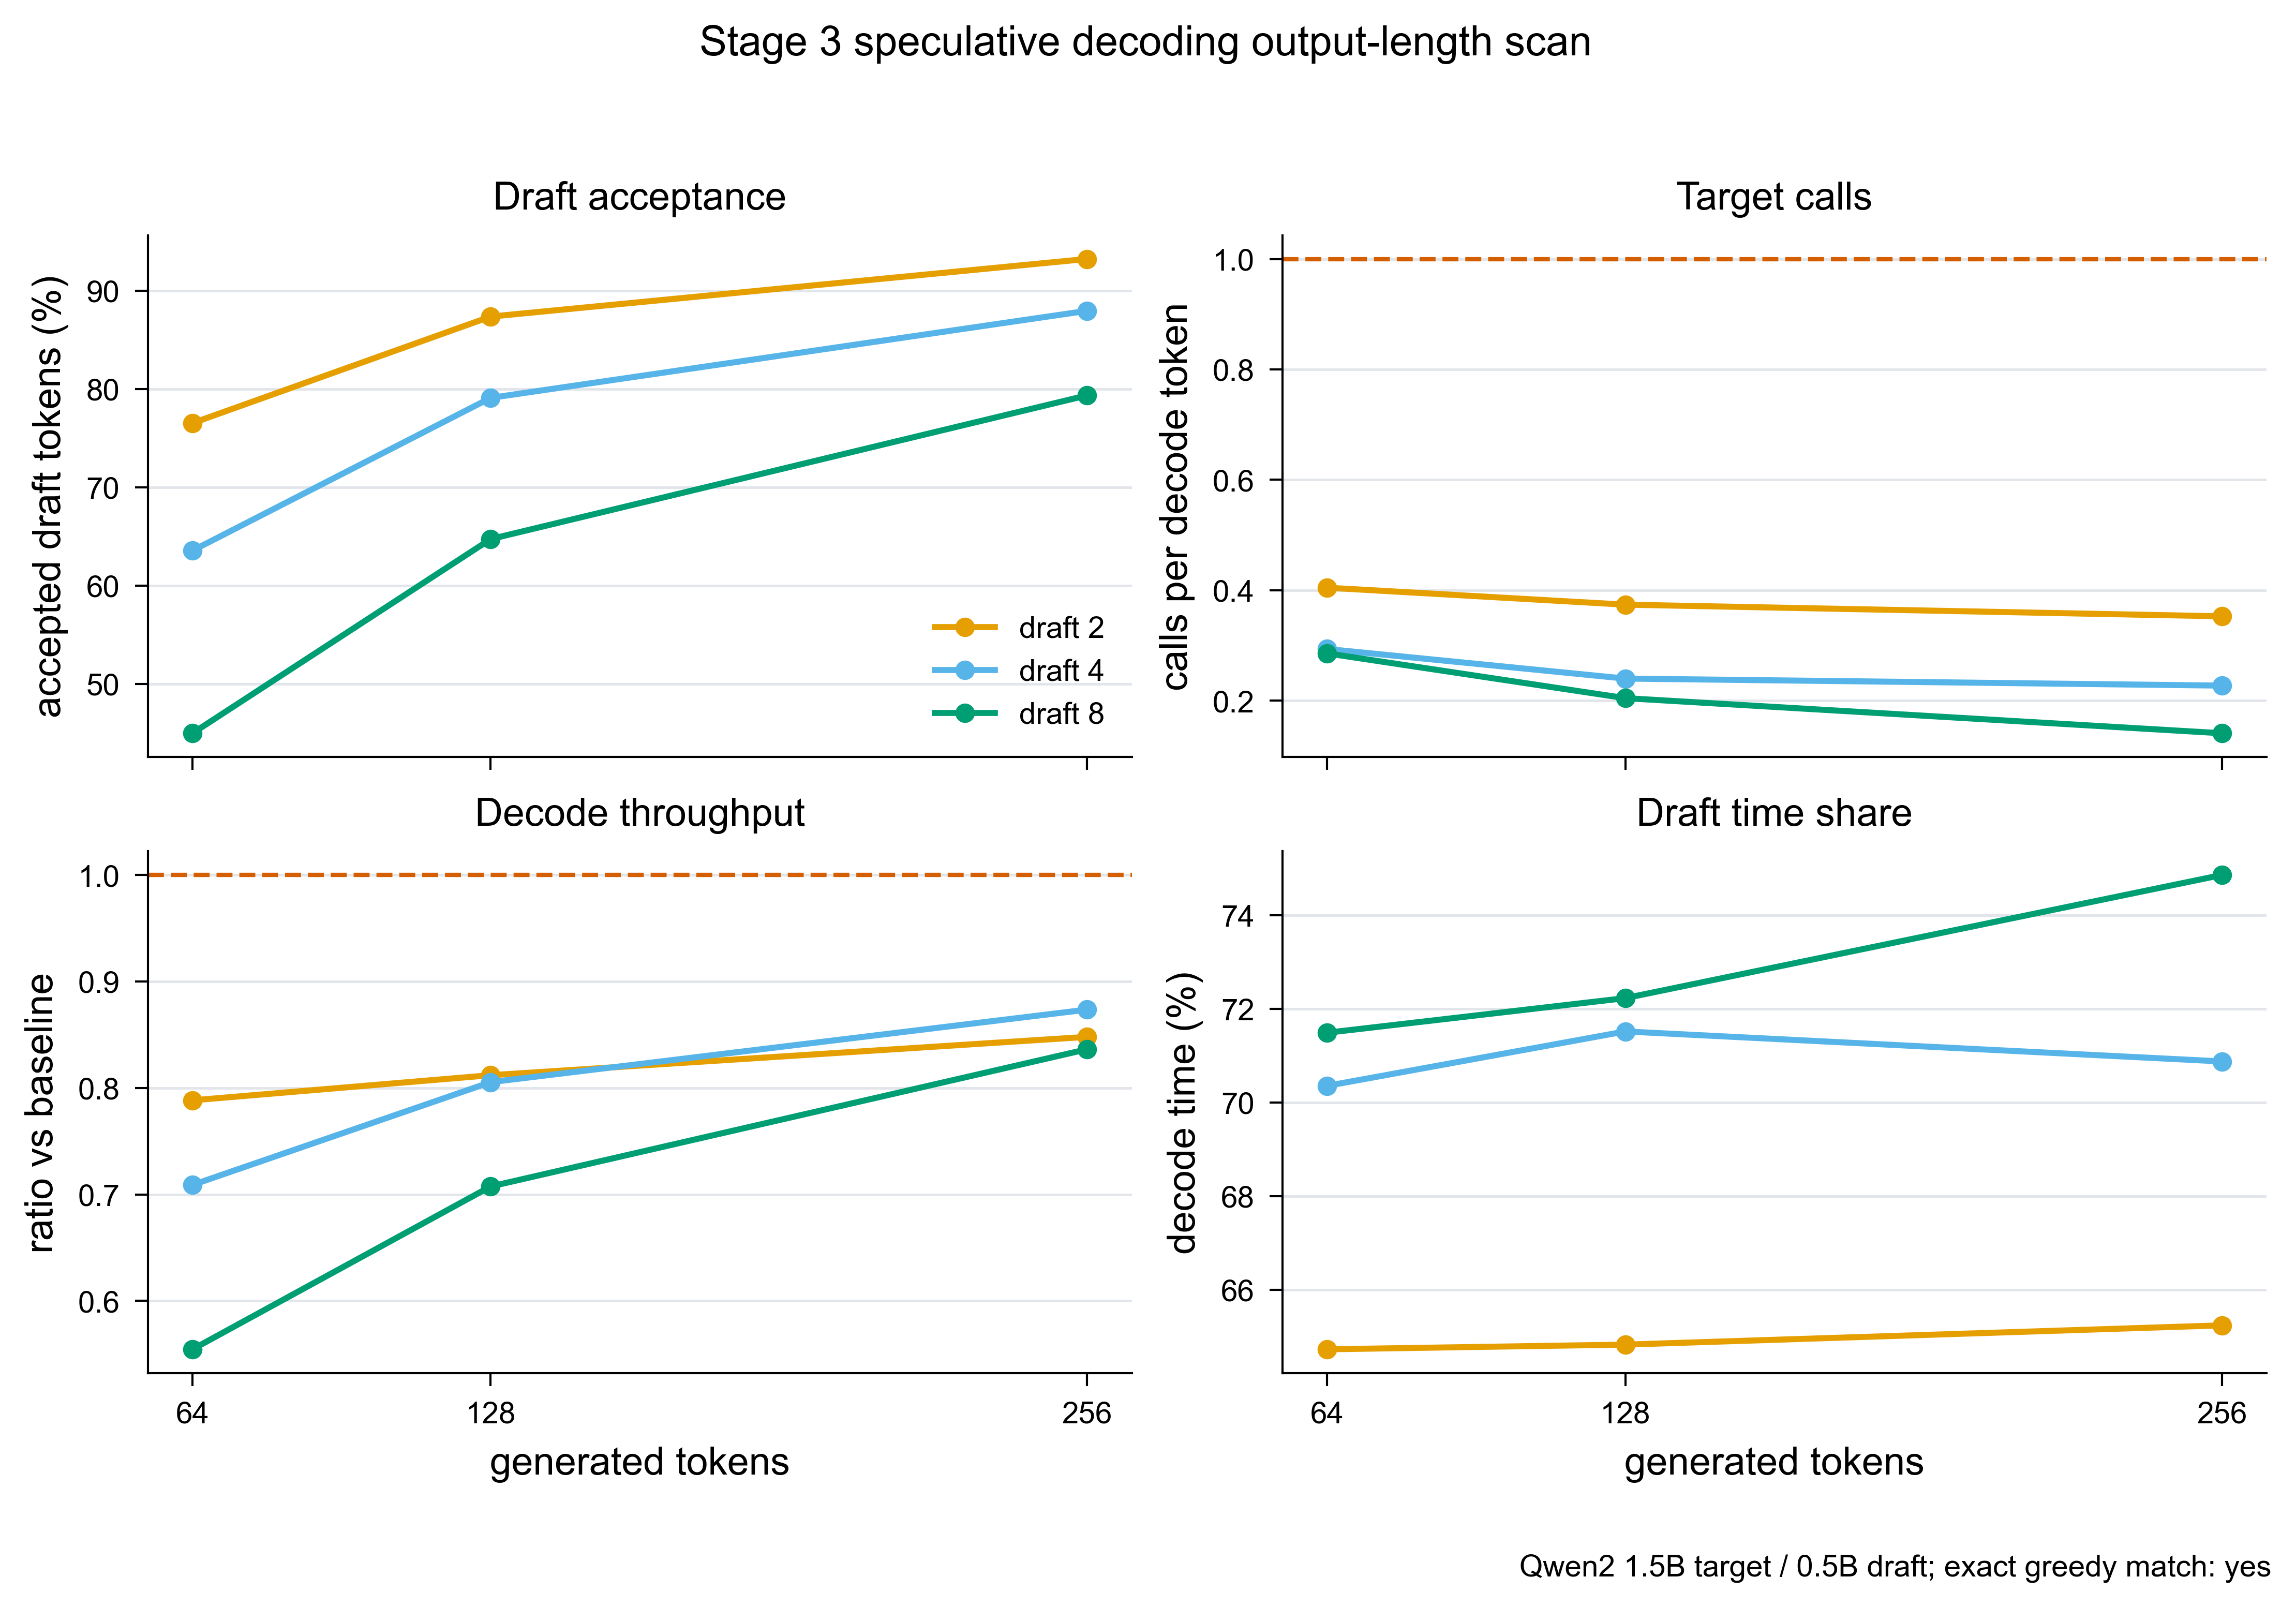 Stage 3 speculative decoding output-length scan
Draft acceptance
accepted draft tokens (%)
90
80
70
60
50
draft 2
draft 4
draft 8
Target calls
calls per decode token
1.0
0.8
0.6
0.4
0.2
Decode throughput
ratio vs baseline
1.0
0.9
0.8
0.7
0.6
64 128 256
generated tokens
Draft time share
decode time (%)
74
72
70
68
66
64 128 256
generated tokens
Qwen2 1.5B target / 0.5B draft; exact greedy match: yes